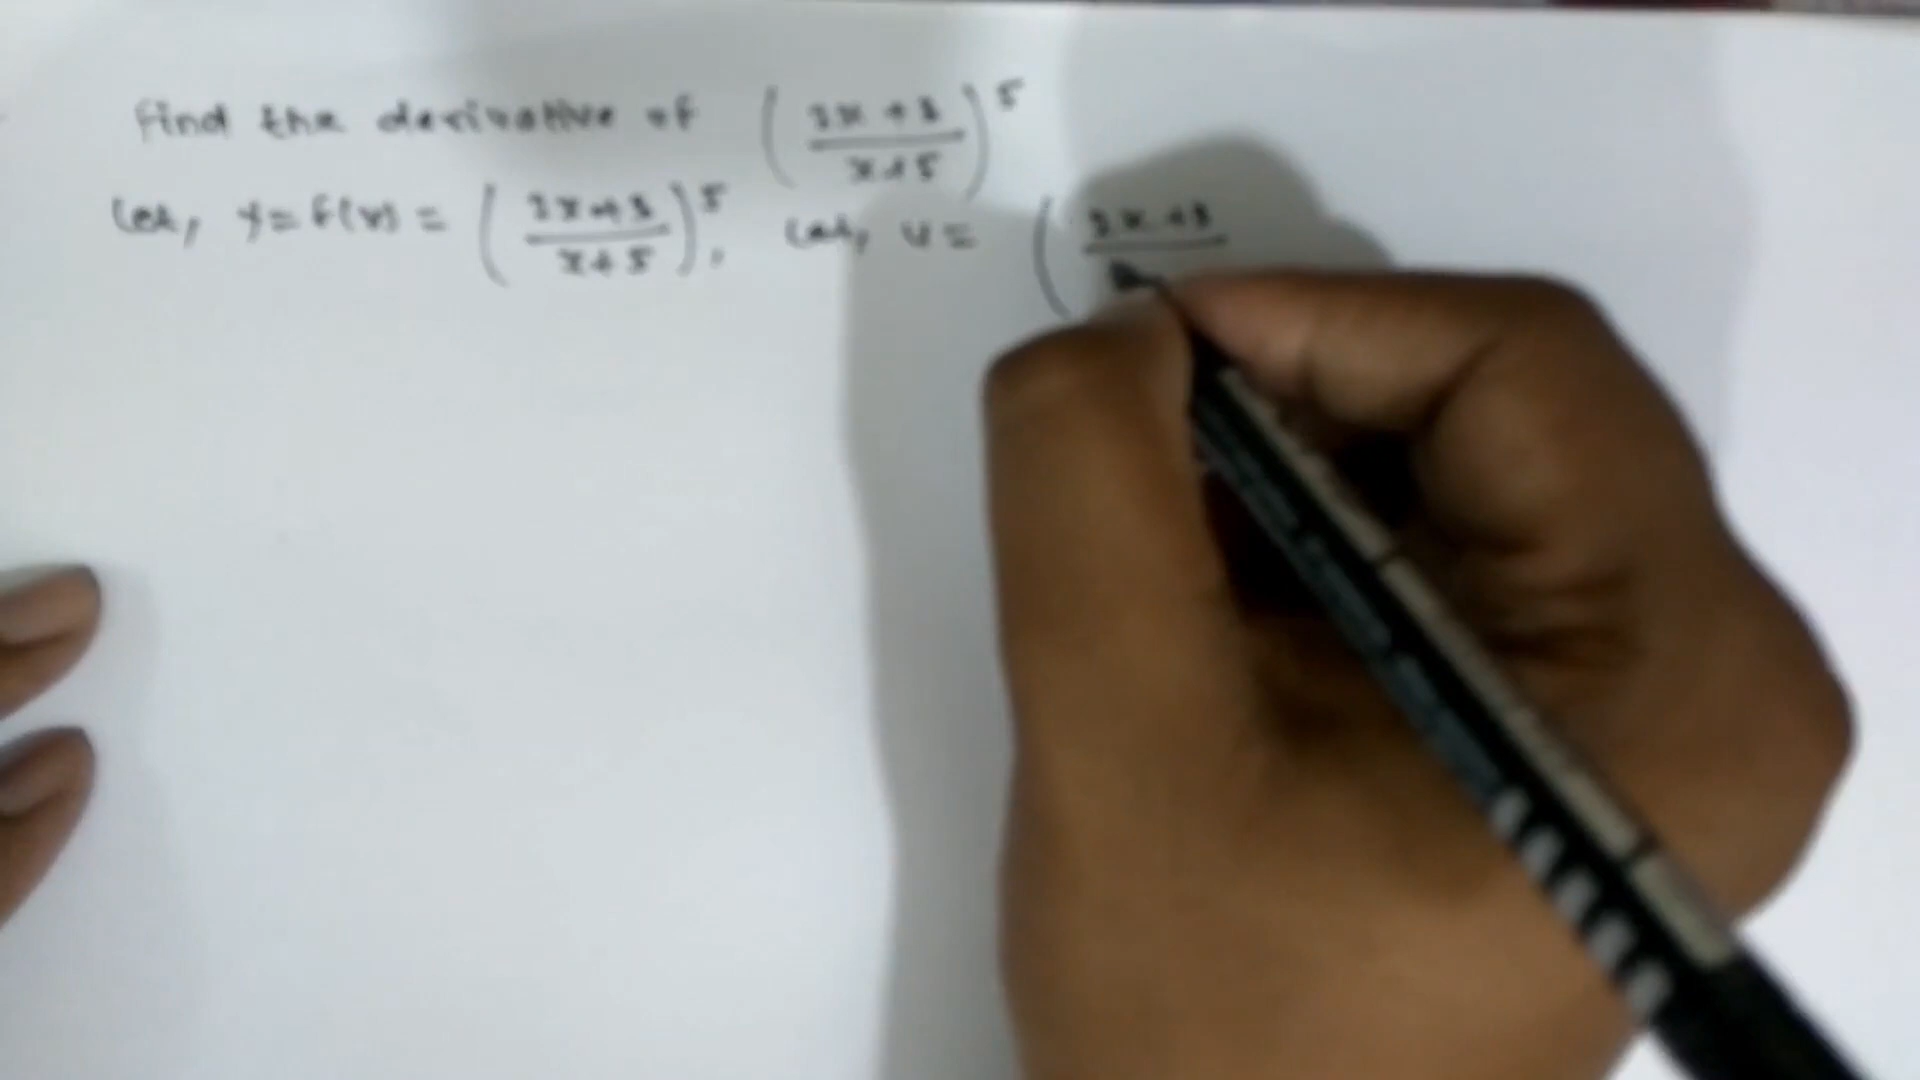 Find the derivative of (3x+3/x+5)^5
Let, y=f(x) = (3x+3/x+5)^5, Let, u = (3x+3